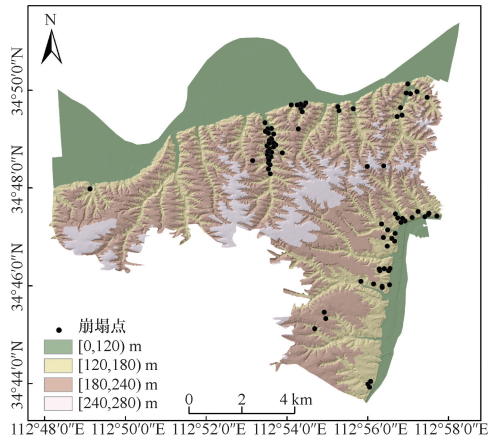 N
34°50′0″N
34°48′0″N
34°46′0″N
34°44′0″N
崩塌点
[0,120) m
[120,180) m
[180,240) m
[240,280) m
0 2 4 km
112°48′0″E 112°50′0″E 112°52′0″E 112°54′0″E 112°56′0″E 112°58′0″E